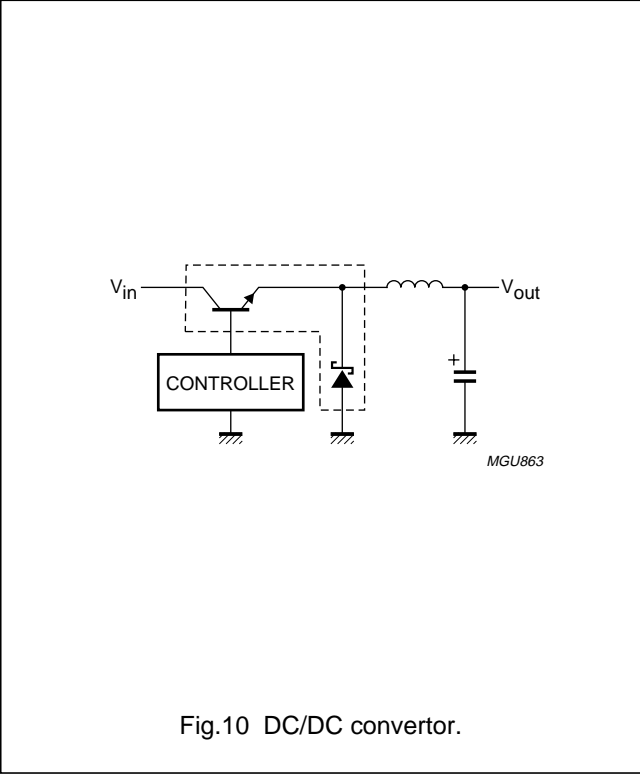 Vin
Vout
CONTROLLER
+
MGU863
Fig.10 DC/DC convertor.